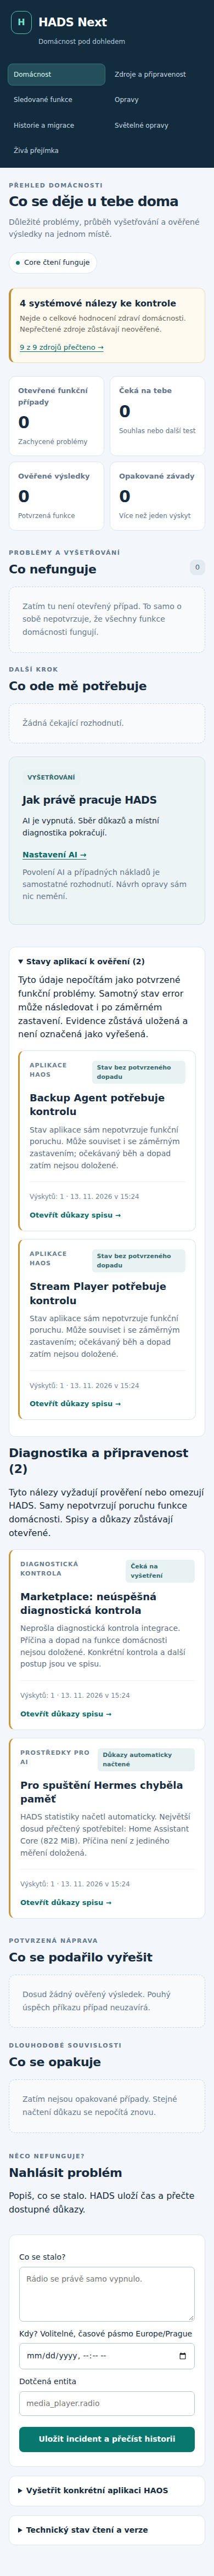 H
HADS Next
Domácnost pod dohledem
Domácnost
Zdroje a připravenost
Sledované funkce
Opravy
Historie a migrace
Světelné opravy
Živá přejímka
PŘEHLED DOMÁCNOSTI
Co se děje u tebe doma
Důležité problémy, průběh vyšetřování a ověřené
výsledky na jednom místě.
Core čtení funguje
4 systémové nálezy ke kontrole
Nejde o celkové hodnocení zdraví domácnosti.
Nepřečtené zdroje zůstávají neověřené.
9 z 9 zdrojů přečteno →
Otevřené funkční
případy
0
Zachycené problémy
Čeká na tebe
0
Souhlas nebo další test
Ověřené výsledky
0
Potvrzená funkce
Opakované závady
0
Více než jeden výskyt
PROBLÉMY A VYŠETŘOVÁNÍ
Co nefunguje
0
Zatím tu není otevřený případ. To samo o
sobě nepotvrzuje, že všechny funkce
domácnosti fungují.
DALŠÍ KROK
Co ode mě potřebuje
Žádná čekající rozhodnutí.
VYŠETŘOVÁNÍ
Jak právě pracuje HADS
AI je vypnutá. Sběr důkazů a místní
diagnostika pokračují.
Nastavení AI →
Povolení AI a případných nákladů je
samostatné rozhodnutí. Návrh opravy sám
nic nemění.
▼ Stavy aplikací k ověření (2)
Tyto údaje nepočítám jako potvrzené
funkční problémy. Samotný stav error
může následovat i po záměrném
zastavení. Evidence zůstává uložená a
není označená jako vyřešená.
APLIKACE
HAOS
Stav bez potvrzeného
dopadu
Backup Agent potřebuje
kontrolu
Stav aplikace sám nepotvrzuje funkční
poruchu. Může souviset i se záměrným
zastavením; očekávaný běh a dopad
zatím nejsou doložené.
Výskytů: 1 · 13. 11. 2026 v 15:24
Otevřít důkazy spisu →
APLIKACE
HAOS
Stav bez potvrzeného
dopadu
Stream Player potřebuje
kontrolu
Stav aplikace sám nepotvrzuje funkční
poruchu. Může souviset i se záměrným
zastavením; očekávaný běh a dopad
zatím nejsou doložené.
Výskytů: 1 · 13. 11. 2026 v 15:24
Otevřít důkazy spisu →
Diagnostika a připravenost
(2)
Tyto nálezy vyžadují prověření nebo omezují
HADS. Samy nepotvrzují poruchu funkce
domácnosti. Spisy a důkazy zůstávají
otevřené.
DIAGNOSTICKÁ
KONTROLA
Čeká na
vyšetření
Marketplace: neúspěšná
diagnostická kontrola
Neprošla diagnostická kontrola integrace.
Příčina a dopad na funkce domácnosti
nejsou doložené. Konkrétní kontrola a další
postup jsou ve spisu.
Výskytů: 1 · 13. 11. 2026 v 15:24
Otevřít důkazy spisu →
PROSTŘEDKY PRO
AI
Důkazy automaticky
načtené
Pro spuštění Hermes chyběla
paměť
HADS statistiky načetl automaticky. Největší
dosud přečtený spotřebitel: Home Assistant
Core (822 MiB). Příčina není z jediného
měření doložená.
Výskytů: 1 · 13. 11. 2026 v 15:24
Otevřít důkazy spisu →
POTVRZENÁ NÁPRAVA
Co se podařilo vyřešit
Dosud žádný ověřený výsledek. Pouhý
úspěch příkazu případ neuzavírá.
DLOUHODOBÉ SOUVISLOSTI
Co se opakuje
Zatím nejsou opakované případy. Stejné
načtení důkazu se nepočítá znovu.
NĚCO NEFUNGUJE?
Nahlásit problém
Popiš, co se stalo. HADS uloží čas a přečte
dostupné důkazy.
Co se stalo?
Rádio se právě samo vypnulo.
Kdy? Volitelné, časové pásmo Europe/Prague
mm/dd/yyyy, --:-- --
Dotčená entita
media_player.radio
Uložit incident a přečíst historii
▶ Vyšetřit konkrétní aplikaci HAOS
▶ Technický stav čtení a verze